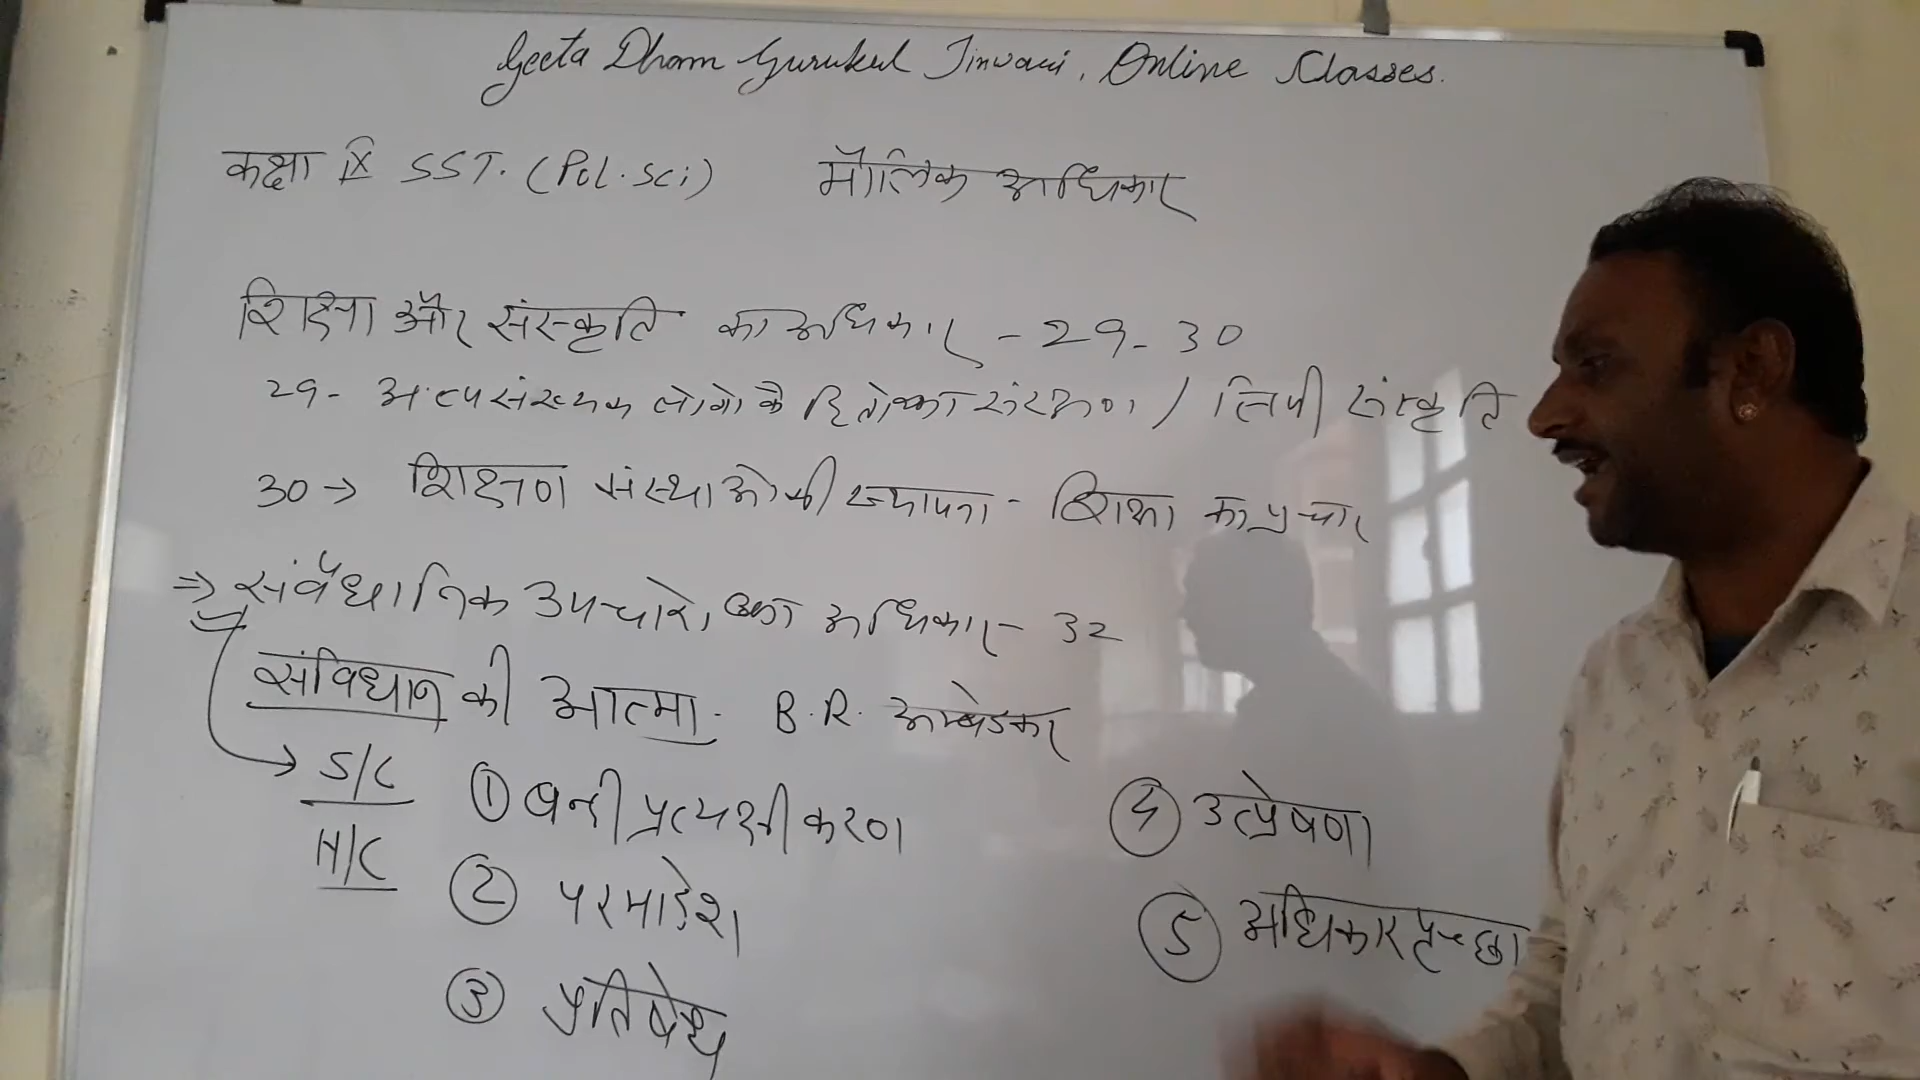 Geeta Dham Gurukul Jinwani, Online Classes.
कक्षा IX SST. (Pol. Sci) मौलिक अधिकार
शिक्षा और संस्कृति का अधिकार - 29-30
29- अल्पसंख्यक लोगो के हितो का संरक्षण / लिपी संस्कृति
30 → शिक्षण संस्थाओ की स्थापना - शिक्षा का प्रचार
⇒ संवैधानिक उपचारो का अधिकार - 32
संविधान की आत्मा. B.R. अम्बेडकर
S/C ① बन्दी प्रत्यक्षीकरण ④ उत्प्रेषण
H/C ② परमादेश ⑤ अधिकार पृच्छा
③ प्रतिषेध